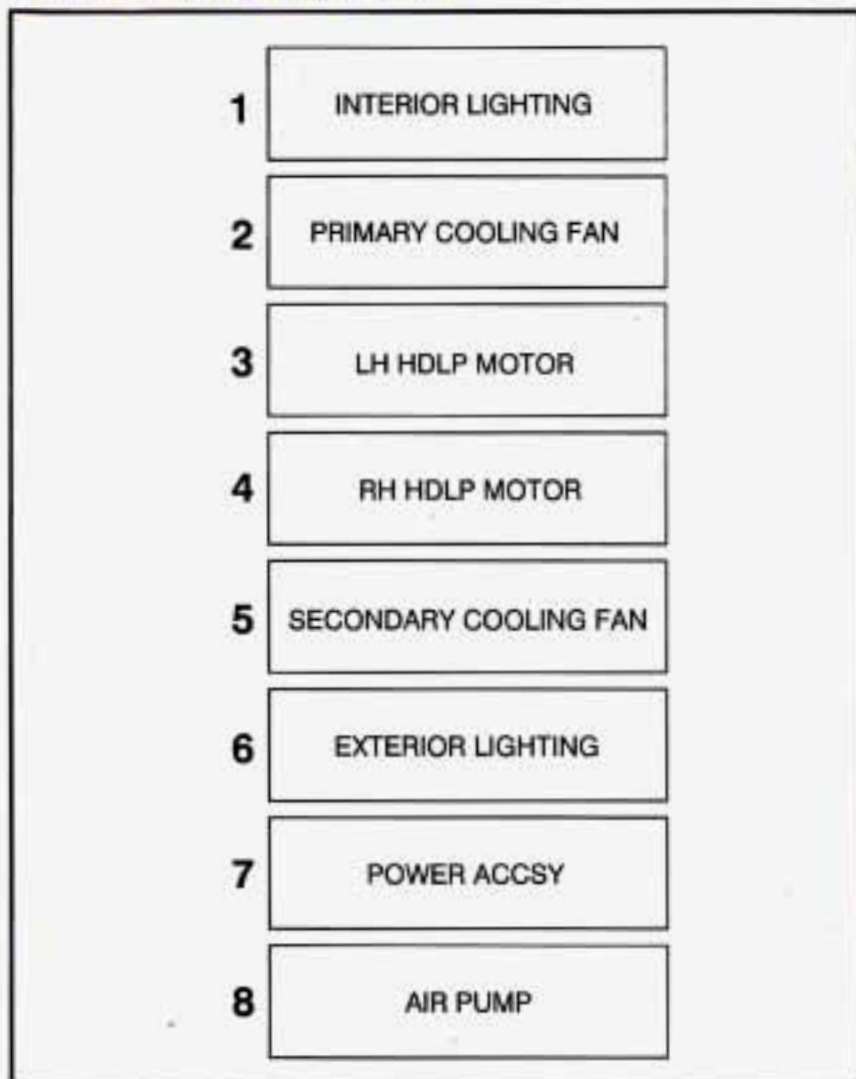 1 INTERIOR LIGHTING
2 PRIMARY COOLING FAN
3 LH HDLP MOTOR
4 RH HDLP MOTOR
5 SECONDARY COOLING FAN
6 EXTERIOR LIGHTING
7 POWER ACCSY
8 AIR PUMP